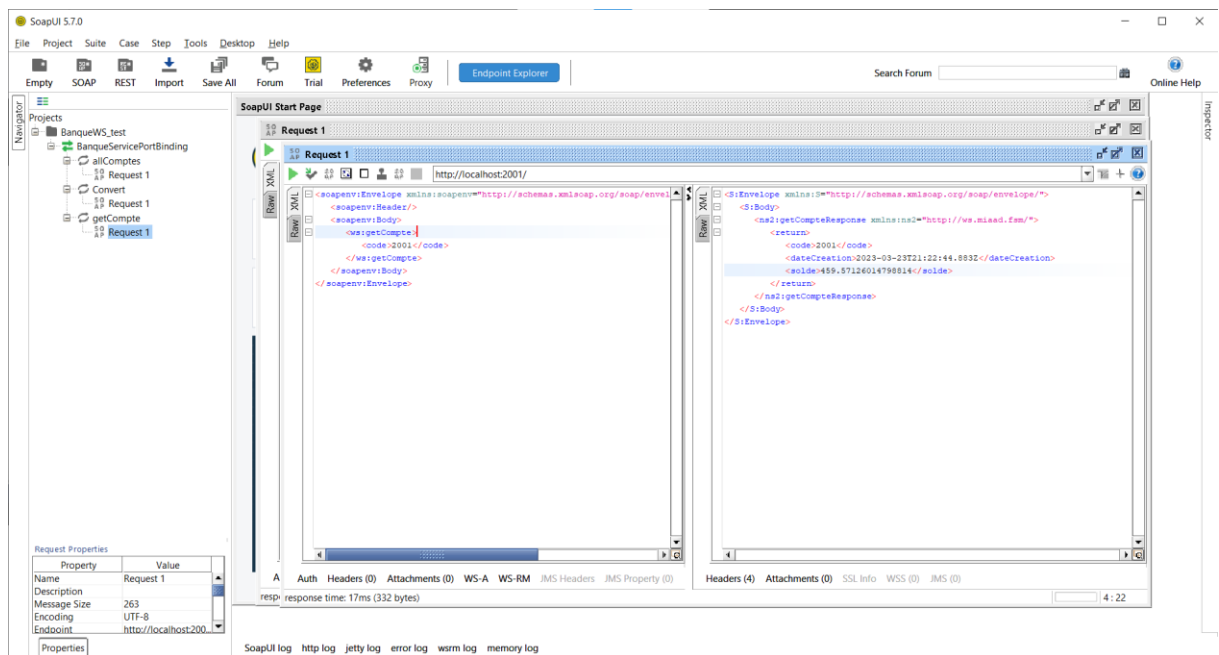 SoapUI 5.7.0
File Project Suite Case Step Tools Desktop Help
Empty SOAP REST Import Save All Forum Trial Preferences Proxy
Endpoint Explorer
Search Forum
Online Help
Navigator
Projects
BanqueWS_test
BanqueServicePortBinding
allComptes
Request 1
Convert
Request 1
getCompte
Request 1
SoapUI Start Page
Request 1
Request 1
http://localhost:2001/
XML
Raw
XML
Raw
<soapenv:Envelope xmlns:soapenv="http://schemas.xmlsoap.org/soap/envel
<soapenv:Header/>
<soapenv:Body>
<ws:getCompte>
<code>2001</code>
</ws:getCompte>
</soapenv:Body>
</soapenv:Envelope>
XML
Raw
<S:Envelope xmlns:S="http://schemas.xmlsoap.org/soap/envelope/">
<S:Body>
<ns2:getCompteResponse xmlns:ns2="http://ws.miaad.fsm/">
<return>
<code>2001</code>
<dateCreation>2023-03-23T21:22:44.883Z</dateCreation>
<solde>459.57126014798814</solde>
</return>
</ns2:getCompteResponse>
</S:Body>
</S:Envelope>
Inspector
A
Auth Headers (0) Attachments (0) WS-A WS-RM JMS Headers JMS Property (0)
Headers (4) Attachments (0) SSL Info WSS (0) JMS (0)
resp
response time: 17ms (332 bytes)
4 : 22
Request Properties
Property Value
Name Request 1
Description
Message Size 263
Encoding UTF-8
Endpoint http://localhost:200...
Properties
SoapUI log http log jetty log error log wsrm log memory log